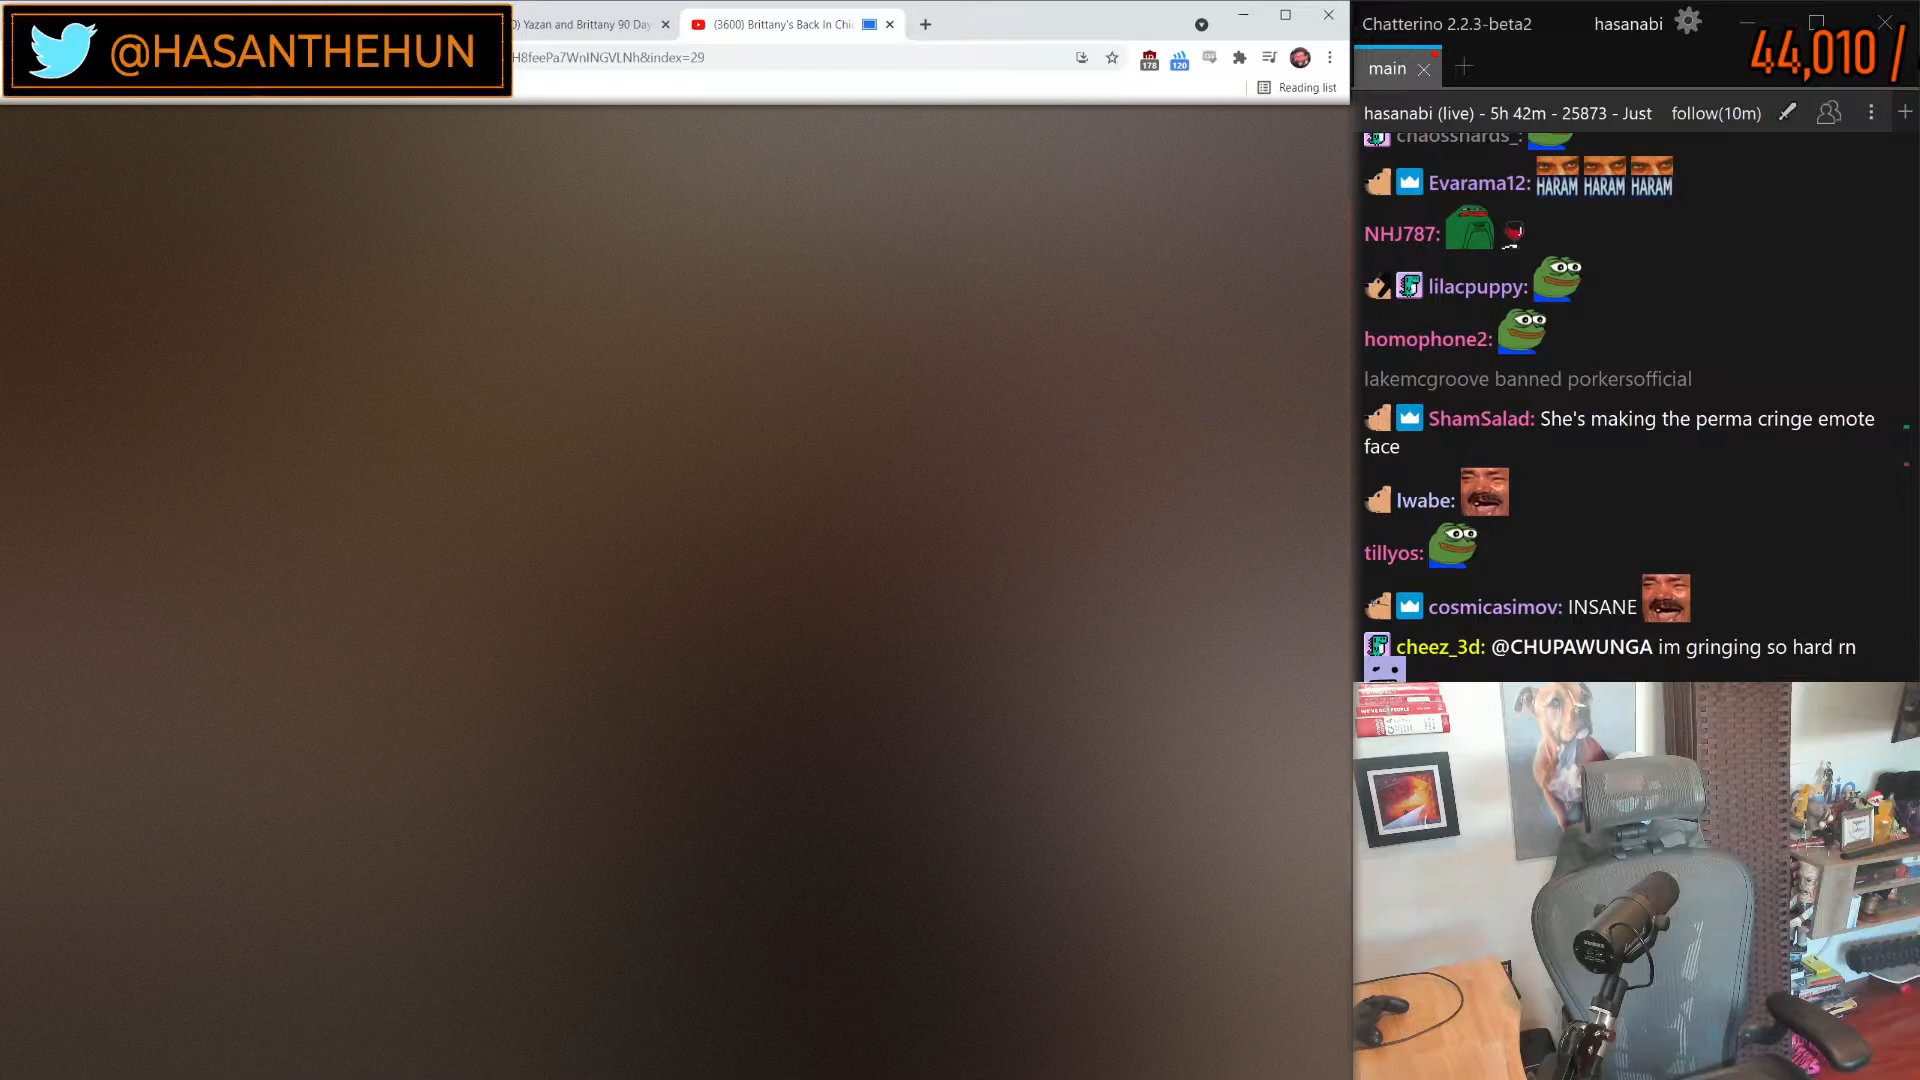 @HASANTHEHUN
) Yazan and Brittany 90 Day
(3600) Brittany's Back In Chi
H8feePa7WnINGVLNh&index=29
178
120
Reading list
Chatterino 2.2.3-beta2
hasanabi
44,010 /
main
hasanabi (live) - 5h 42m - 25873 - Just
follow(10m)
chaosshards_:
Evarama12: HARAM HARAM HARAM
NHJ787:
lilacpuppy:
homophone2:
lakemcgroove banned porkersofficial
ShamSalad: She's making the perma cringe emote
face
Iwabe:
tillyos:
cosmicasimov: INSANE
cheez_3d: @CHUPAWUNGA im gringing so hard rn